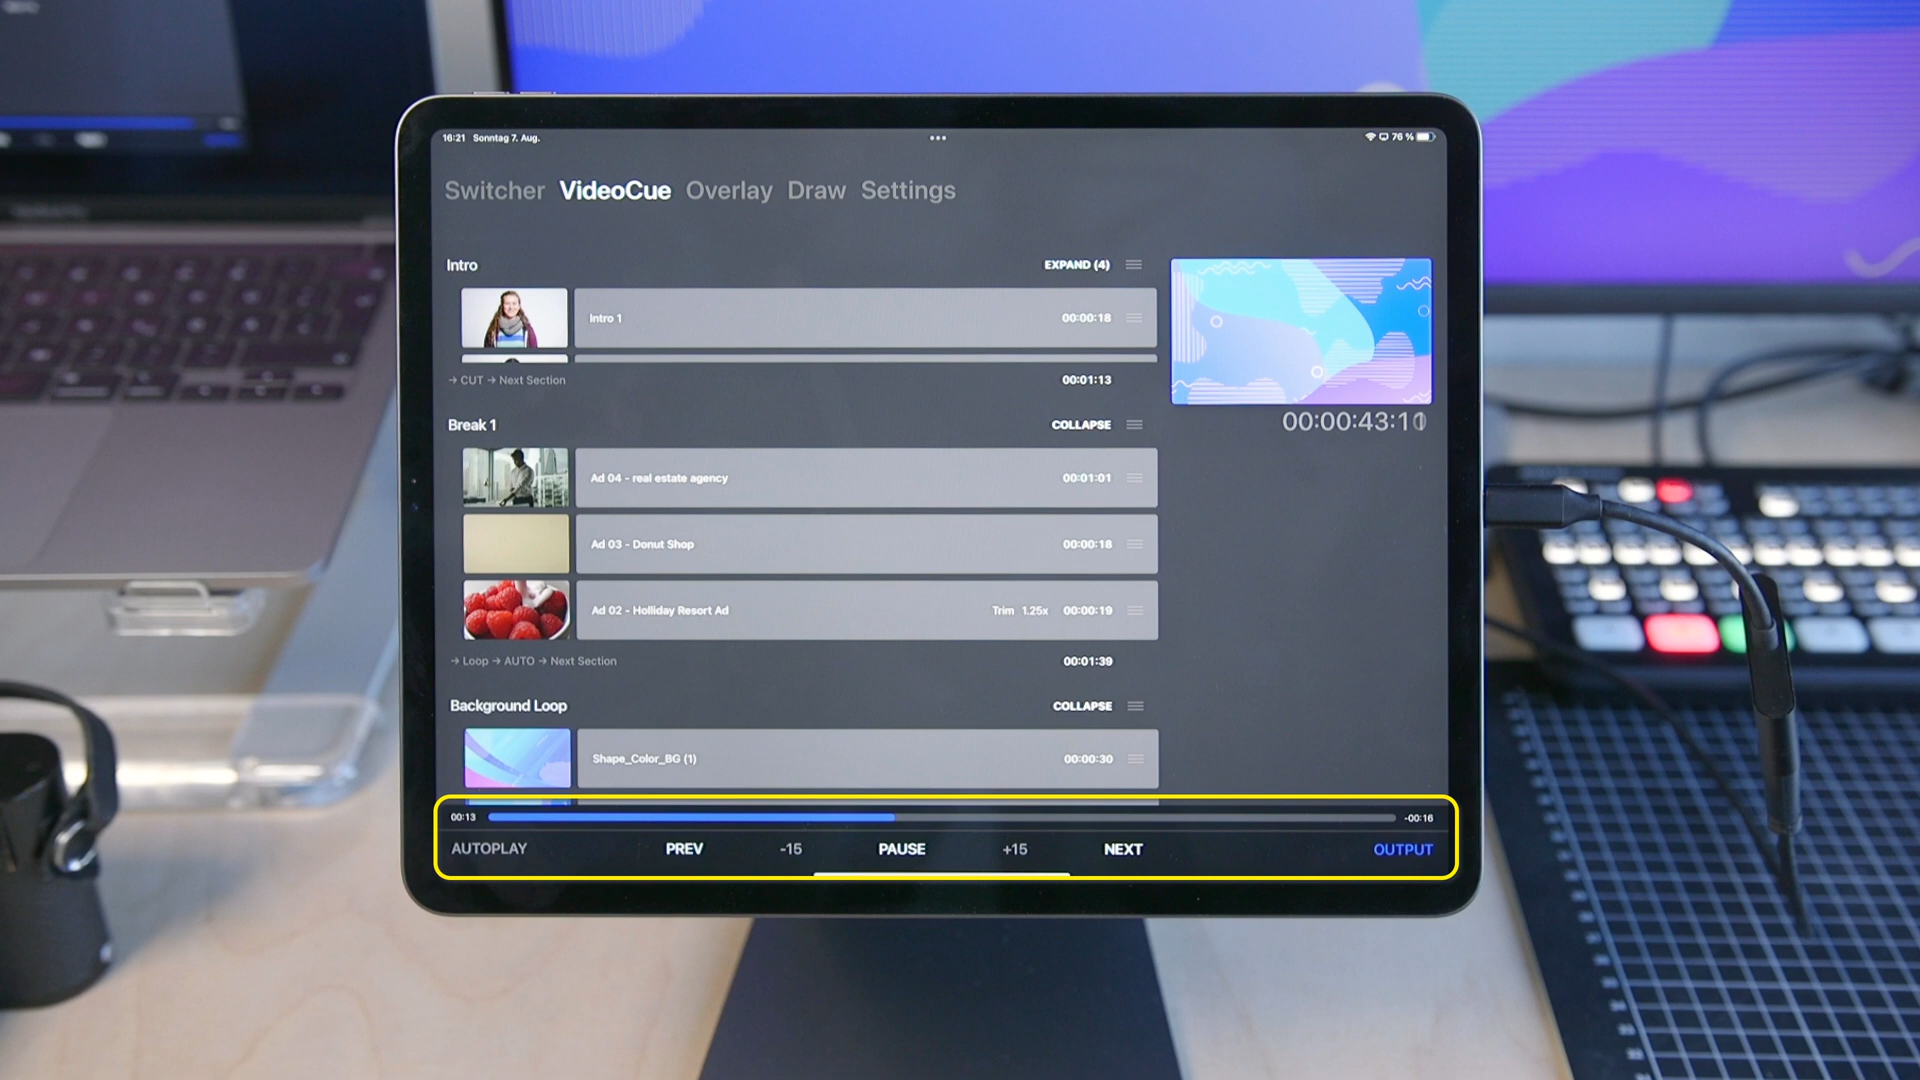 16:21 Sonntag 7. Aug. 76 %
Switcher VideoCue Overlay Draw Settings
Intro EXPAND (4)
Intro 1 00:00:18
→ CUT → Next Section 00:01:13
00:00:43:10
Break 1 COLLAPSE
Ad 04 - real estate agency 00:01:01
Ad 03 - Donut Shop 00:00:18
Ad 02 - Holliday Resort Ad Trim 1.25x 00:00:19
→ Loop → AUTO → Next Section 00:01:39
Background Loop COLLAPSE
Shape_Color_BG (1) 00:00:30
00:13 -00:16
AUTOPLAY PREV -15 PAUSE +15 NEXT OUTPUT